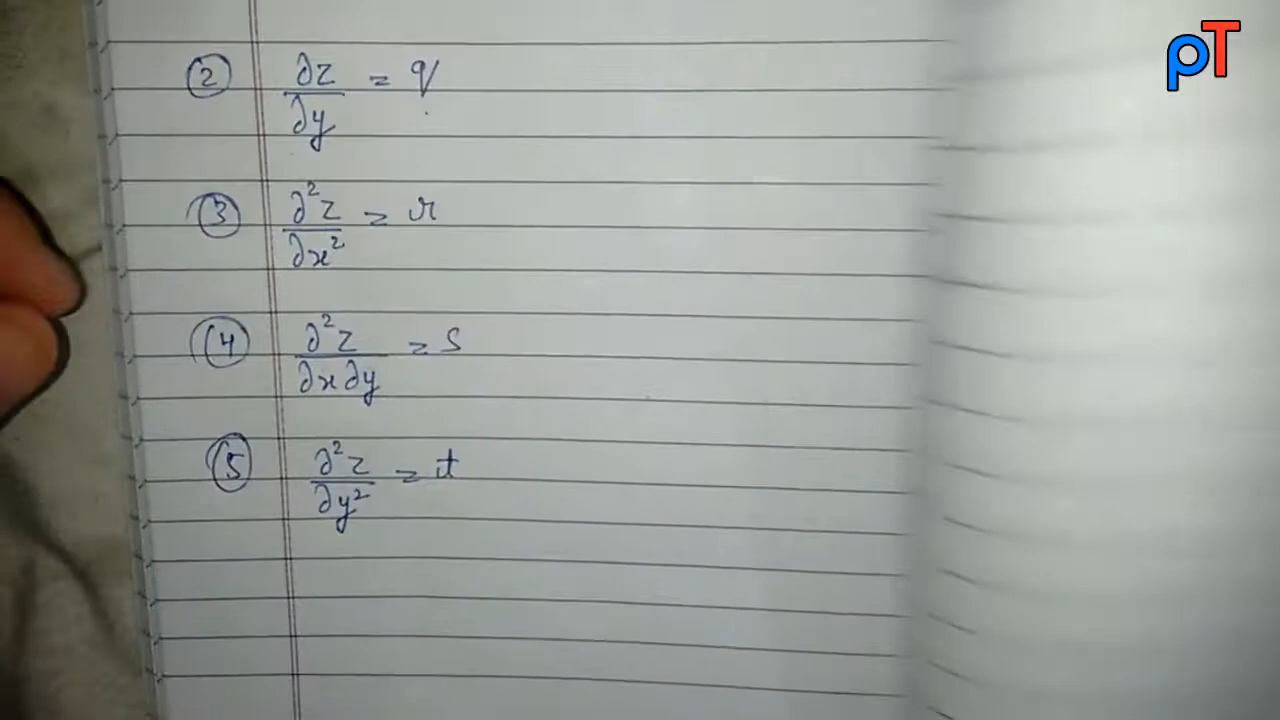 pT
② ∂z/∂y = q
③ ∂²z/∂x² = r
④ ∂²z/∂x∂y = s
⑤ ∂²z/∂y² = t